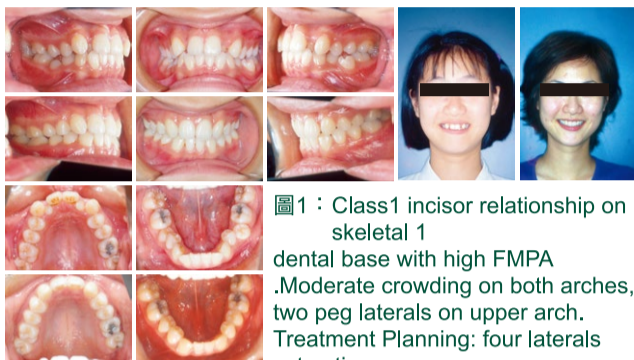 圖1：Class1 incisor relationship on
skeletal 1
dental base with high FMPA
.Moderate crowding on both arches,
two peg laterals on upper arch.
Treatment Planning: four laterals